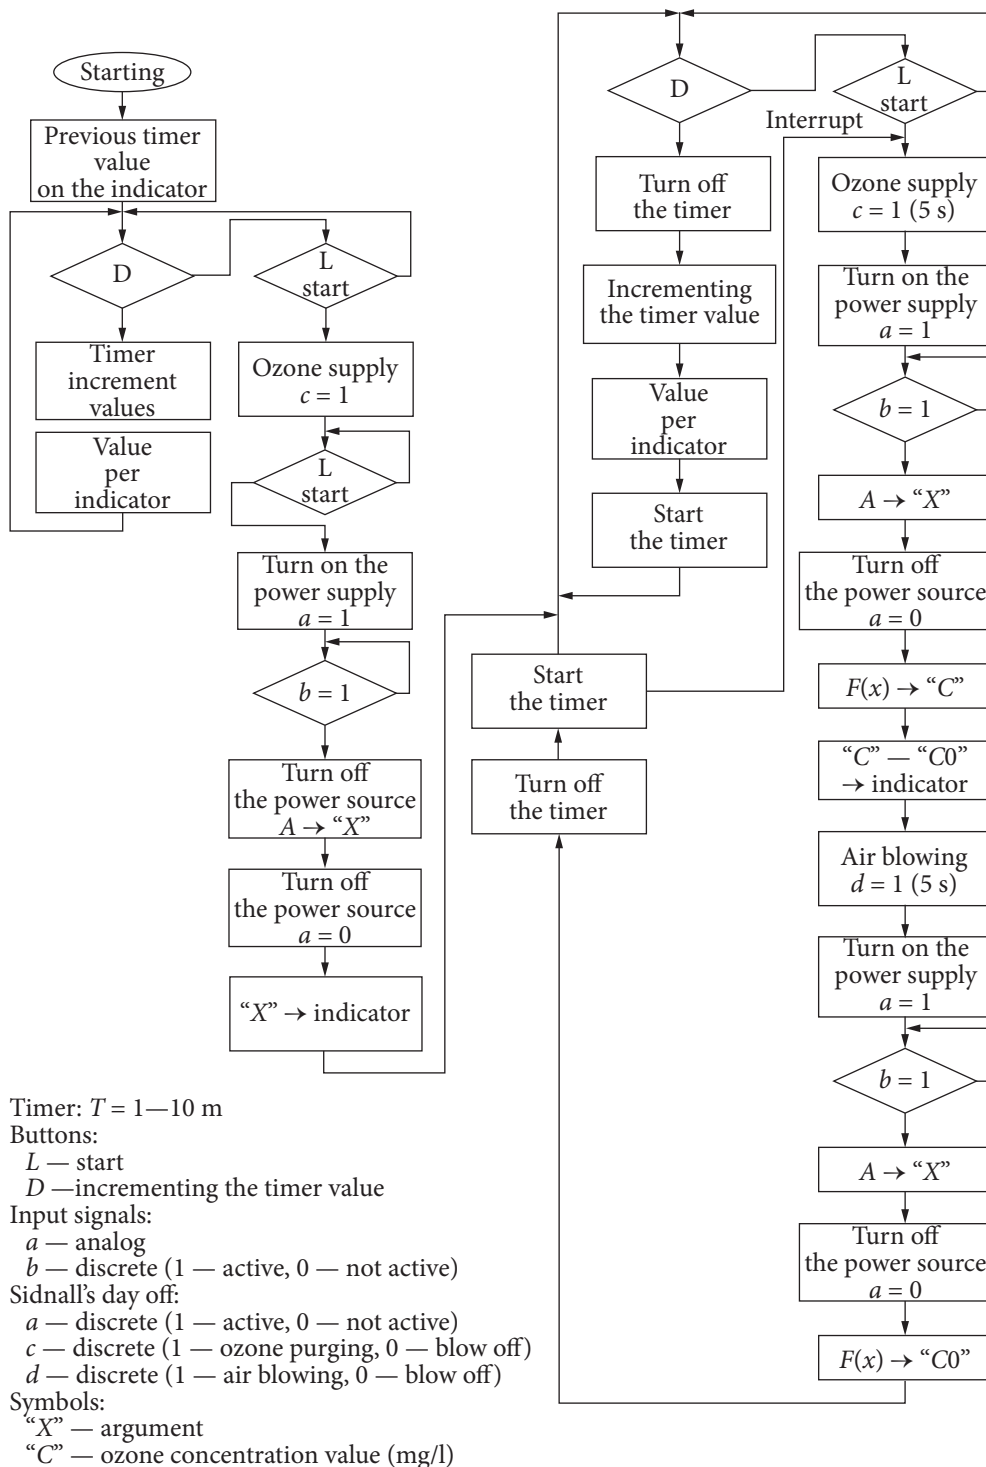 Starting
Previous timer
value
on the indicator
D
L
start
Timer
increment
values
Value
per
indicator
Ozone supply
c = 1
L
start
Turn on the
power supply
a = 1
b = 1
Turn off
the power source
A → “X”
Turn off
the power source
a = 0
“X” → indicator
D
L
start
Interrupt
Turn off
the timer
Incrementing
the timer value
Value
per
indicator
Start
the timer
Start
the timer
Turn off
the timer
Ozone supply
c = 1 (5 s)
Turn on the
power supply
a = 1
b = 1
A → “X”
Turn off
the power source
a = 0
F(x) → “C”
“C” — “C0”
→ indicator
Air blowing
d = 1 (5 s)
Turn on the
power supply
a = 1
b = 1
A → “X”
Turn off
the power source
a = 0
F(x) → “C0”
Timer: T = 1—10 m
Buttons:
L — start
D —incrementing the timer value
Input signals:
a — analog
b — discrete (1 — active, 0 — not active)
Sidnall's day off:
a — discrete (1 — active, 0 — not active)
c — discrete (1 — ozone purging, 0 — blow off)
d — discrete (1 — air blowing, 0 — blow off)
Symbols:
“X” — argument
“C” — ozone concentration value (mg/l)